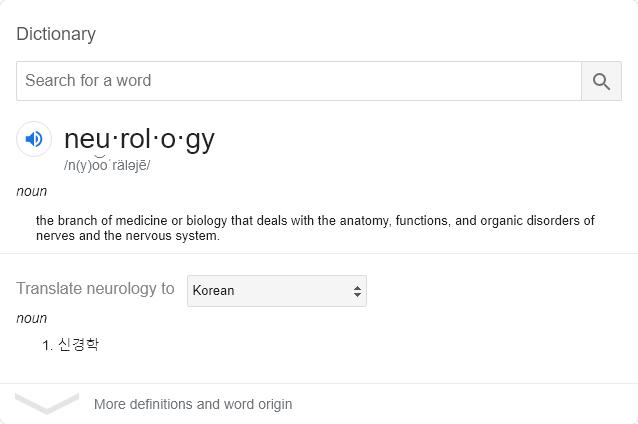 Dictionary
Search for a word
neu·rol·o·gy
/n(y)o͝oˈräləjē/
noun
the branch of medicine or biology that deals with the anatomy, functions, and organic disorders of
nerves and the nervous system.
Translate neurology to Korean
noun
1. 신경학
More definitions and word origin